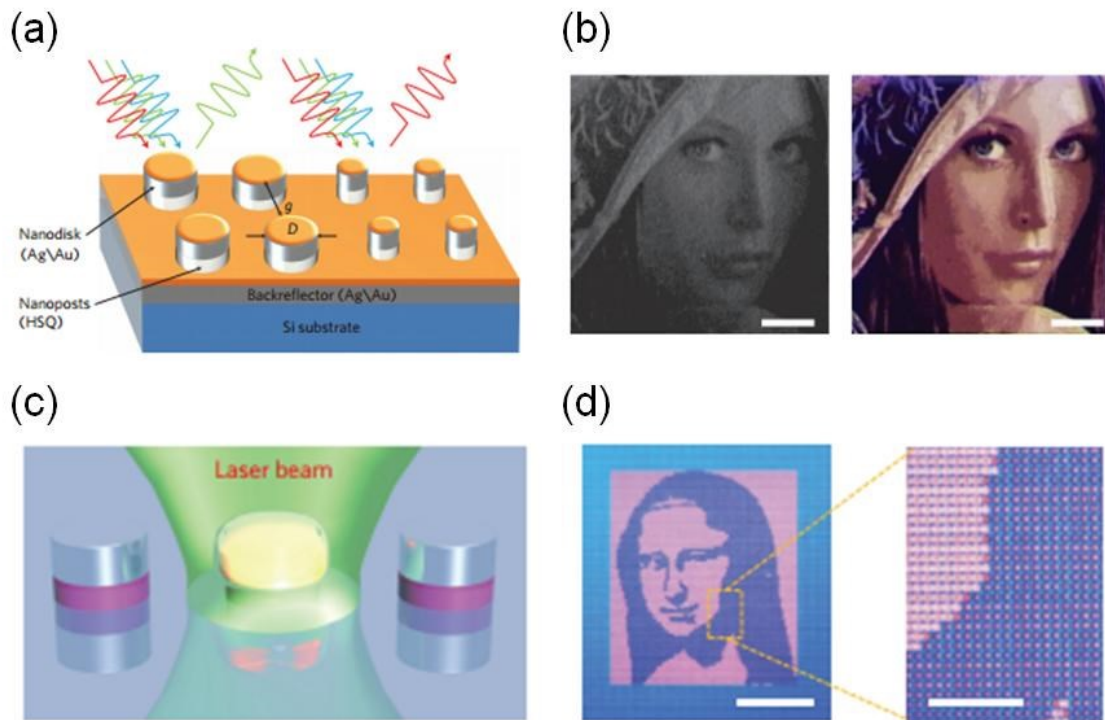 (a)
(b)
g
D
Nanodisk
(Ag\Au)
Nanoposts
(HSQ)
Backreflector (Ag\Au)
Si substrate
(c)
(d)
Laser beam